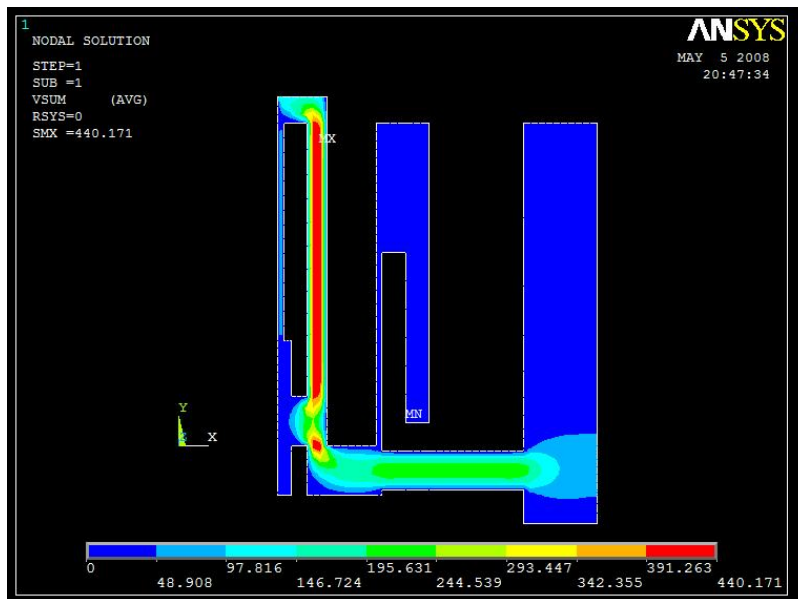 1
ANSYS
NODAL SOLUTION
MAY 5 2008
20:47:34
STEP=1
SUB =1
VSUM (AVG)
RSYS=0
SMX =440.171
MX
MN
Y
X
0 97.816 195.631 293.447 391.263
48.908 146.724 244.539 342.355 440.171